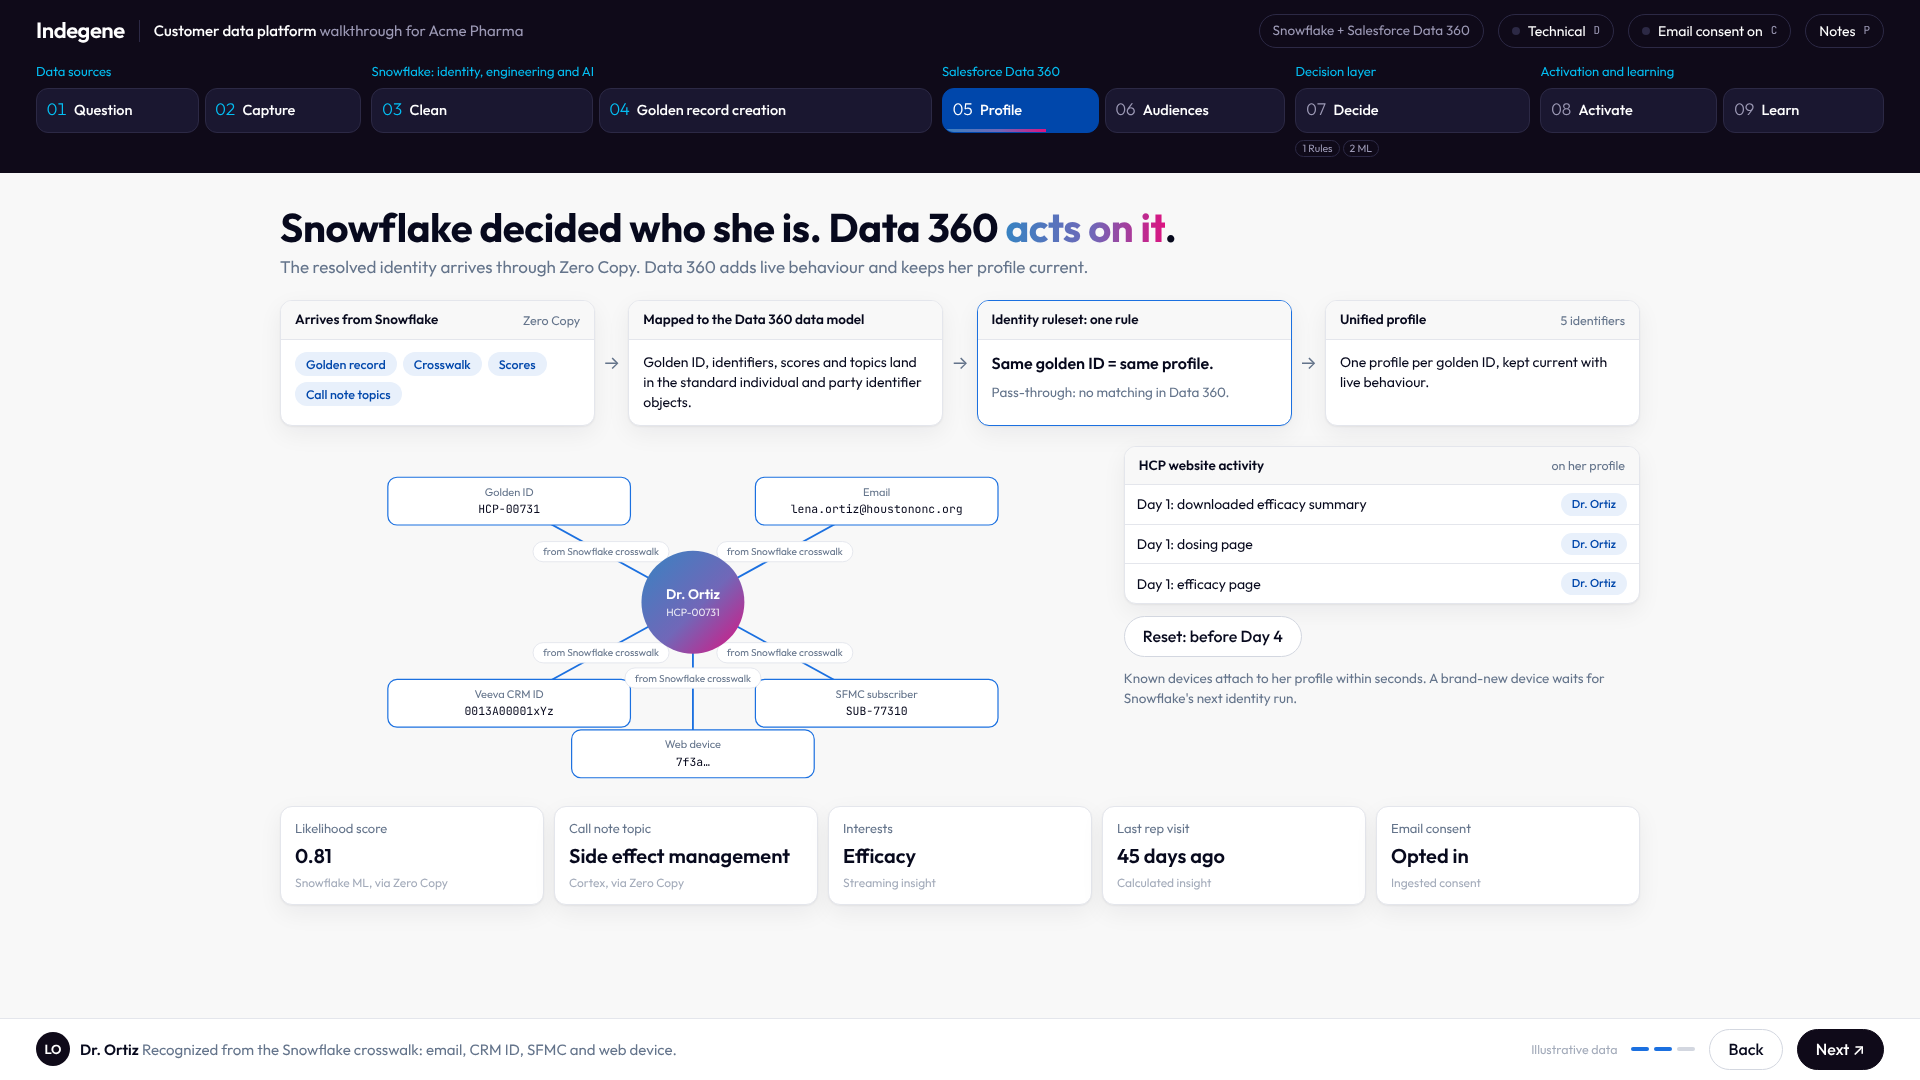 Indegene
Customer data platform walkthrough for Acme Pharma
Snowflake + Salesforce Data 360
Technical D
Email consent on C
Notes P
Data sources
Snowflake: identity, engineering and AI
Salesforce Data 360
Decision layer
Activation and learning
01 Question
02 Capture
03 Clean
04 Golden record creation
05 Profile
06 Audiences
07 Decide
08 Activate
09 Learn
1 Rules
2 ML
Snowflake decided who she is. Data 360 acts on it.
The resolved identity arrives through Zero Copy. Data 360 adds live behaviour and keeps her profile current.
Arrives from Snowflake
Zero Copy
Golden record
Crosswalk
Scores
Call note topics
→
Mapped to the Data 360 data model
Golden ID, identifiers, scores and topics land
in the standard individual and party identifier
objects.
→
Identity ruleset: one rule
Same golden ID = same profile.
Pass-through: no matching in Data 360.
→
Unified profile
5 identifiers
One profile per golden ID, kept current with
live behaviour.
Golden ID
HCP-00731
Email
lena.ortiz@houstononc.org
from Snowflake crosswalk
from Snowflake crosswalk
Dr. Ortiz
HCP-00731
from Snowflake crosswalk
from Snowflake crosswalk
from Snowflake crosswalk
Veeva CRM ID
0013A00001xYz
SFMC subscriber
SUB-77310
Web device
7f3a…
HCP website activity
on her profile
Day 1: downloaded efficacy summary
Dr. Ortiz
Day 1: dosing page
Dr. Ortiz
Day 1: efficacy page
Dr. Ortiz
Reset: before Day 4
Known devices attach to her profile within seconds. A brand-new device waits for
Snowflake's next identity run.
Likelihood score
0.81
Snowflake ML, via Zero Copy
Call note topic
Side effect management
Cortex, via Zero Copy
Interests
Efficacy
Streaming insight
Last rep visit
45 days ago
Calculated insight
Email consent
Opted in
Ingested consent
LO
Dr. Ortiz Recognized from the Snowflake crosswalk: email, CRM ID, SFMC and web device.
Illustrative data
Back
Next ↗